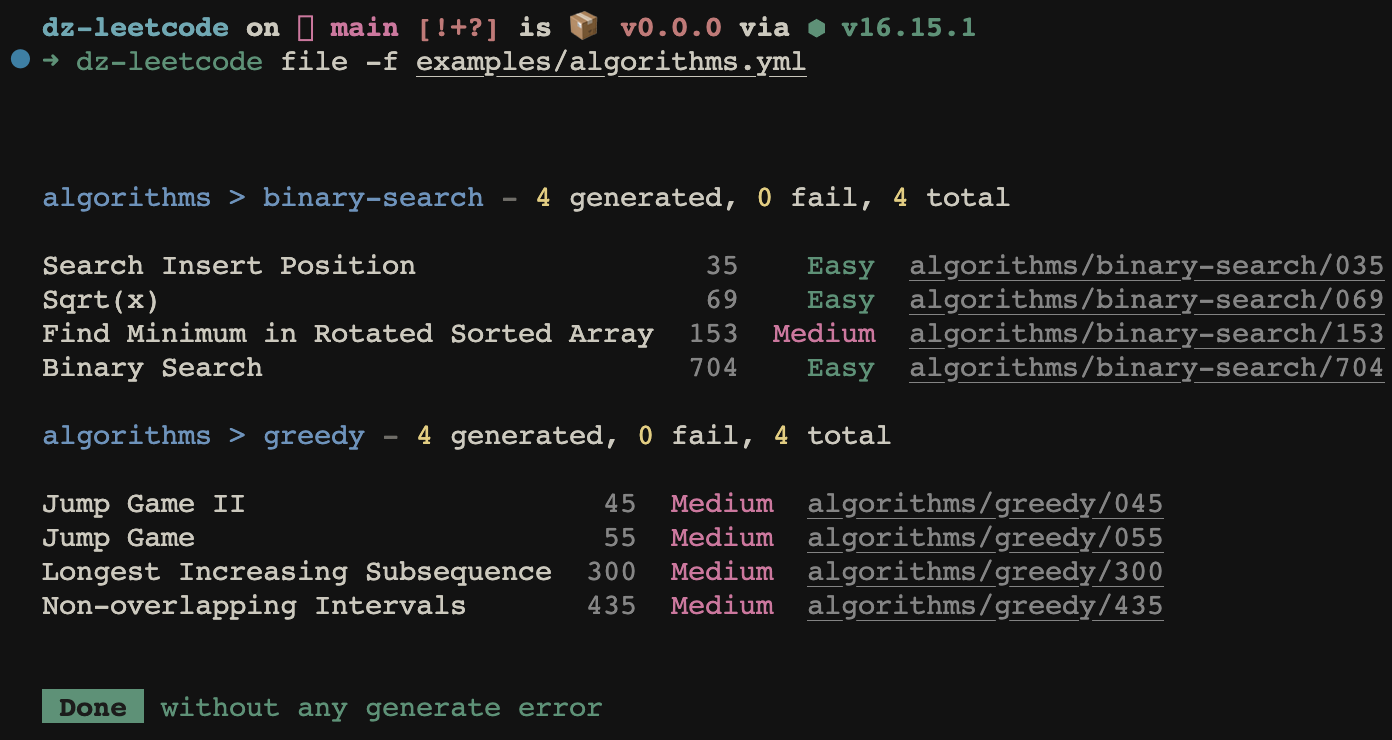 dz-leetcode on main [!+?] is 📦 v0.0.0 via ⬢ v16.15.1
➜ dz-leetcode file -f examples/algorithms.yml
algorithms > binary-search - 4 generated, 0 fail, 4 total
Search Insert Position 35 Easy algorithms/binary-search/035
Sqrt(x) 69 Easy algorithms/binary-search/069
Find Minimum in Rotated Sorted Array 153 Medium algorithms/binary-search/153
Binary Search 704 Easy algorithms/binary-search/704
algorithms > greedy - 4 generated, 0 fail, 4 total
Jump Game II 45 Medium algorithms/greedy/045
Jump Game 55 Medium algorithms/greedy/055
Longest Increasing Subsequence 300 Medium algorithms/greedy/300
Non-overlapping Intervals 435 Medium algorithms/greedy/435
Done without any generate error